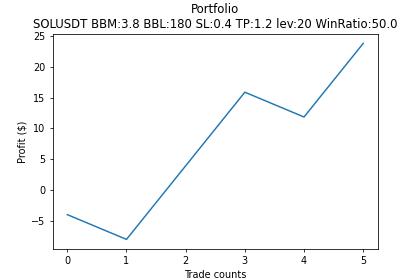 Portfolio
SOLUSDT BBM:3.8 BBL:180 SL:0.4 TP:1.2 lev:20 WinRatio:50.0
25
20
15
10
5
0
−5
Profit ($)
0 1 2 3 4 5
Trade counts